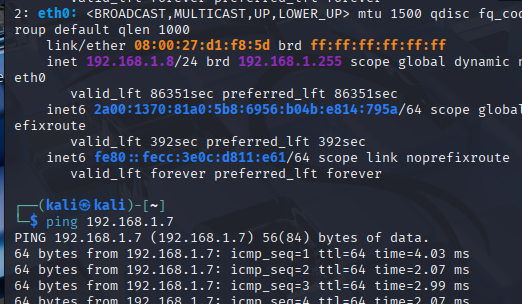 valid_lft forever preferred_lft forever
2: eth0: <BROADCAST,MULTICAST,UP,LOWER_UP> mtu 1500 qdisc fq_cod
roup default qlen 1000
link/ether 08:00:27:d1:f8:5d brd ff:ff:ff:ff:ff:ff
inet 192.168.1.8/24 brd 192.168.1.255 scope global dynamic n
eth0
valid_lft 86351sec preferred_lft 86351sec
inet6 2a00:1370:81a0:5b8:6956:b04b:e814:795a/64 scope global
efixroute
valid_lft 392sec preferred_lft 392sec
inet6 fe80::fecc:3e0c:d811:e61/64 scope link noprefixroute
valid_lft forever preferred_lft forever
┌──(kali㉿kali)-[~]
└─$ ping 192.168.1.7
PING 192.168.1.7 (192.168.1.7) 56(84) bytes of data.
64 bytes from 192.168.1.7: icmp_seq=1 ttl=64 time=4.03 ms
64 bytes from 192.168.1.7: icmp_seq=2 ttl=64 time=2.07 ms
64 bytes from 192.168.1.7: icmp_seq=3 ttl=64 time=2.99 ms
64 bytes from 192.168.1.7: icmp_seq=4 ttl=64 time=2.07 ms